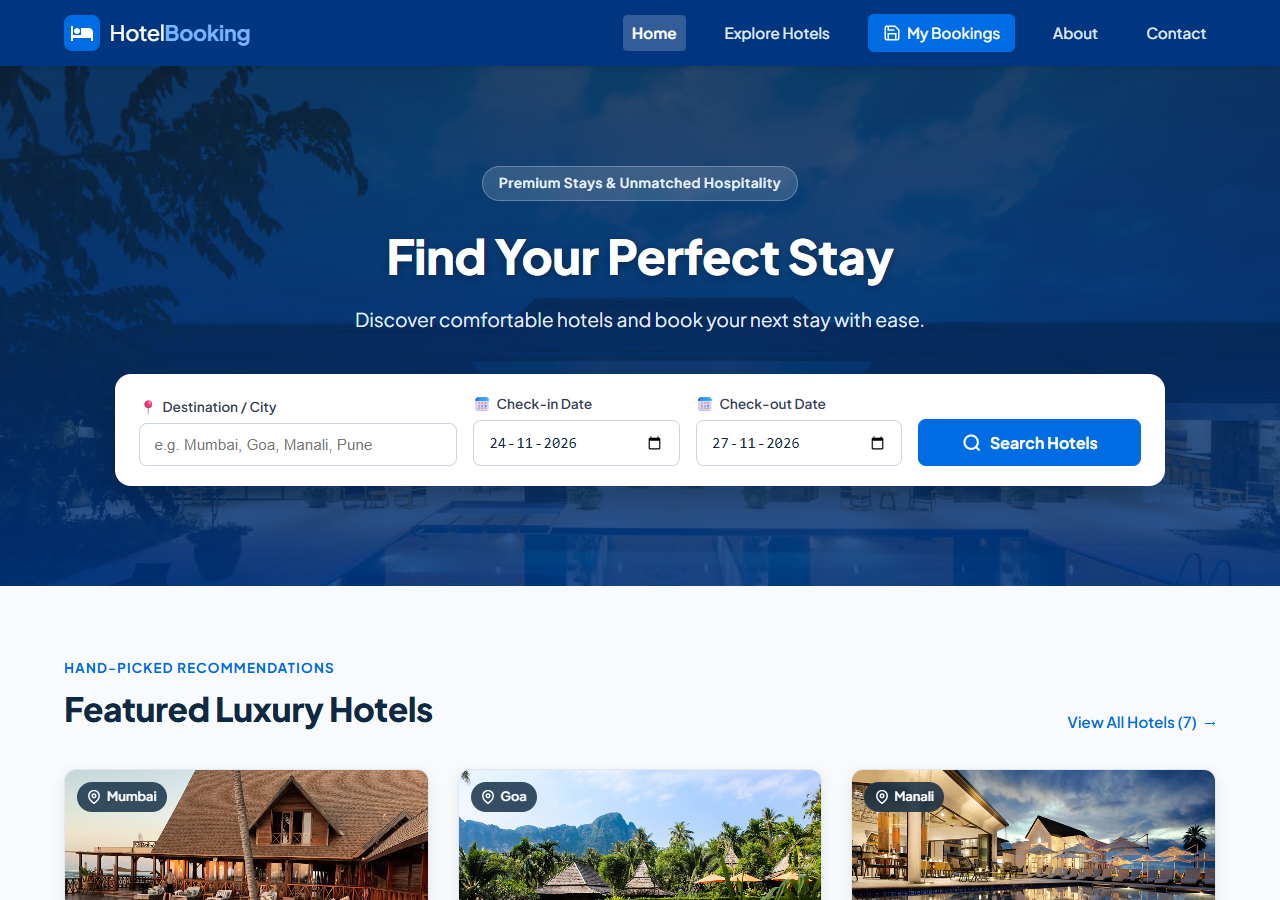 HotelBooking
Home
Explore Hotels
My Bookings
About
Contact
Premium Stays & Unmatched Hospitality
Find Your Perfect Stay
Discover comfortable hotels and book your next stay with ease.
Destination / City
e.g. Mumbai, Goa, Manali, Pune
Check-in Date
24-11-2026
Check-out Date
27-11-2026
Search Hotels
HAND-PICKED RECOMMENDATIONS
Featured Luxury Hotels
View All Hotels (7) →
Mumbai
Goa
Manali